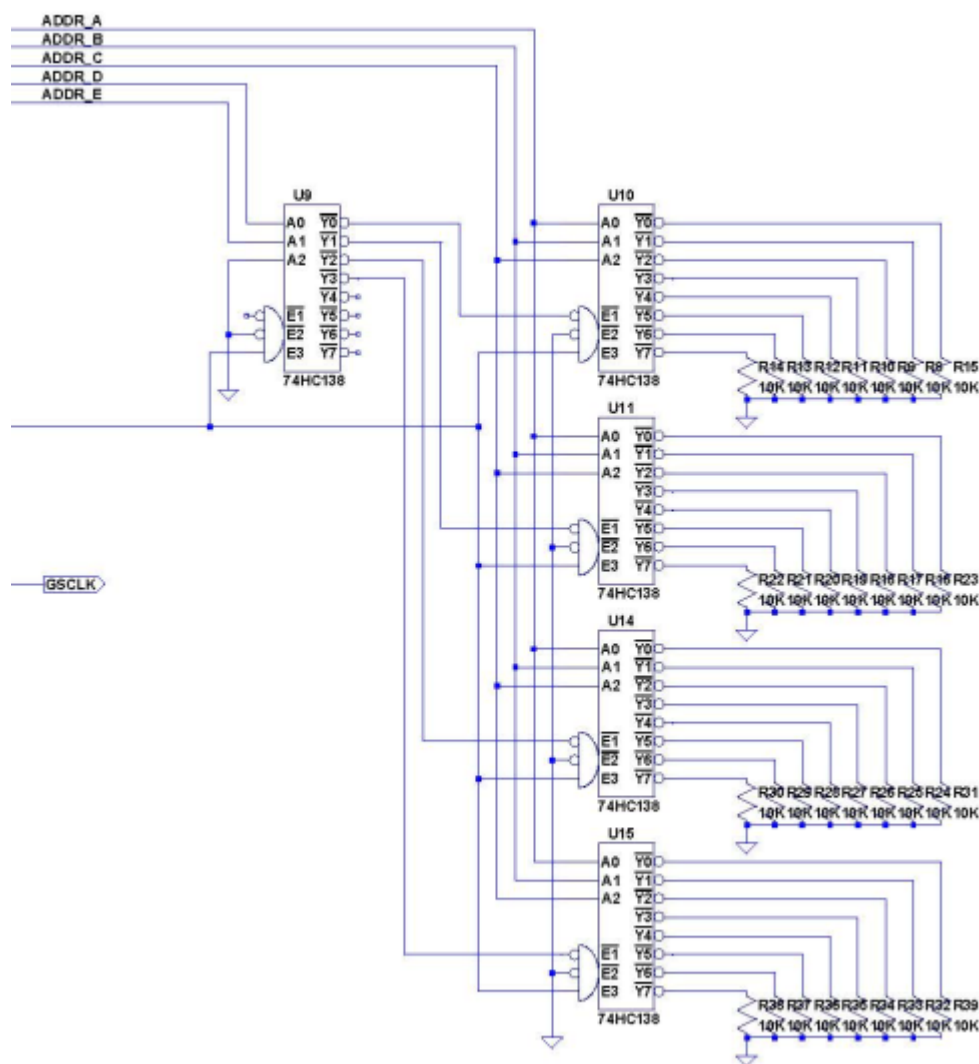 ADDR_A
ADDR_B
ADDR_C
ADDR_D
ADDR_E
U9
A0 Y0
A1 Y1
A2 Y2
Y3
Y4
E1 Y5
E2 Y6
E3 Y7
74HC138
U10
A0 Y0
A1 Y1
A2 Y2
Y3
Y4
E1 Y5
E2 Y6
E3 Y7
74HC138
R14 R13 R12 R11 R10 R9 R8 R15
10K 10K 10K 10K 10K 10K 10K 10K
U11
A0 Y0
A1 Y1
A2 Y2
Y3
Y4
E1 Y5
E2 Y6
E3 Y7
74HC138
R22 R21 R20 R19 R17 R23
10K 10K 10K 10K 10K 10K 10K 10K
GSCLK
U14
A0 Y0
A1 Y1
A2 Y2
Y3
Y4
E1 Y5
E2 Y6
E3 Y7
74HC138
R30 R29 R28 R27 R26 R25 R24 R31
10K 10K 10K 10K 10K 10K 10K 10K
U15
A0 Y0
A1 Y1
A2 Y2
Y3
Y4
E1 Y5
E2 Y6
E3 Y7
74HC138
R38 R37 R36 R35 R34 R33 R32 R39
10K 10K 10K 10K 10K 10K 10K 10K